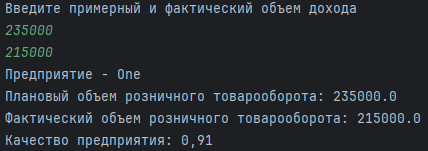 Введите примерный и фактический объем дохода
235000
215000
Предприятие - One
Плановый объем розничного товарооборота: 235000.0
Фактический объем розничного товарооборота: 215000.0
Качество предприятия: 0,91